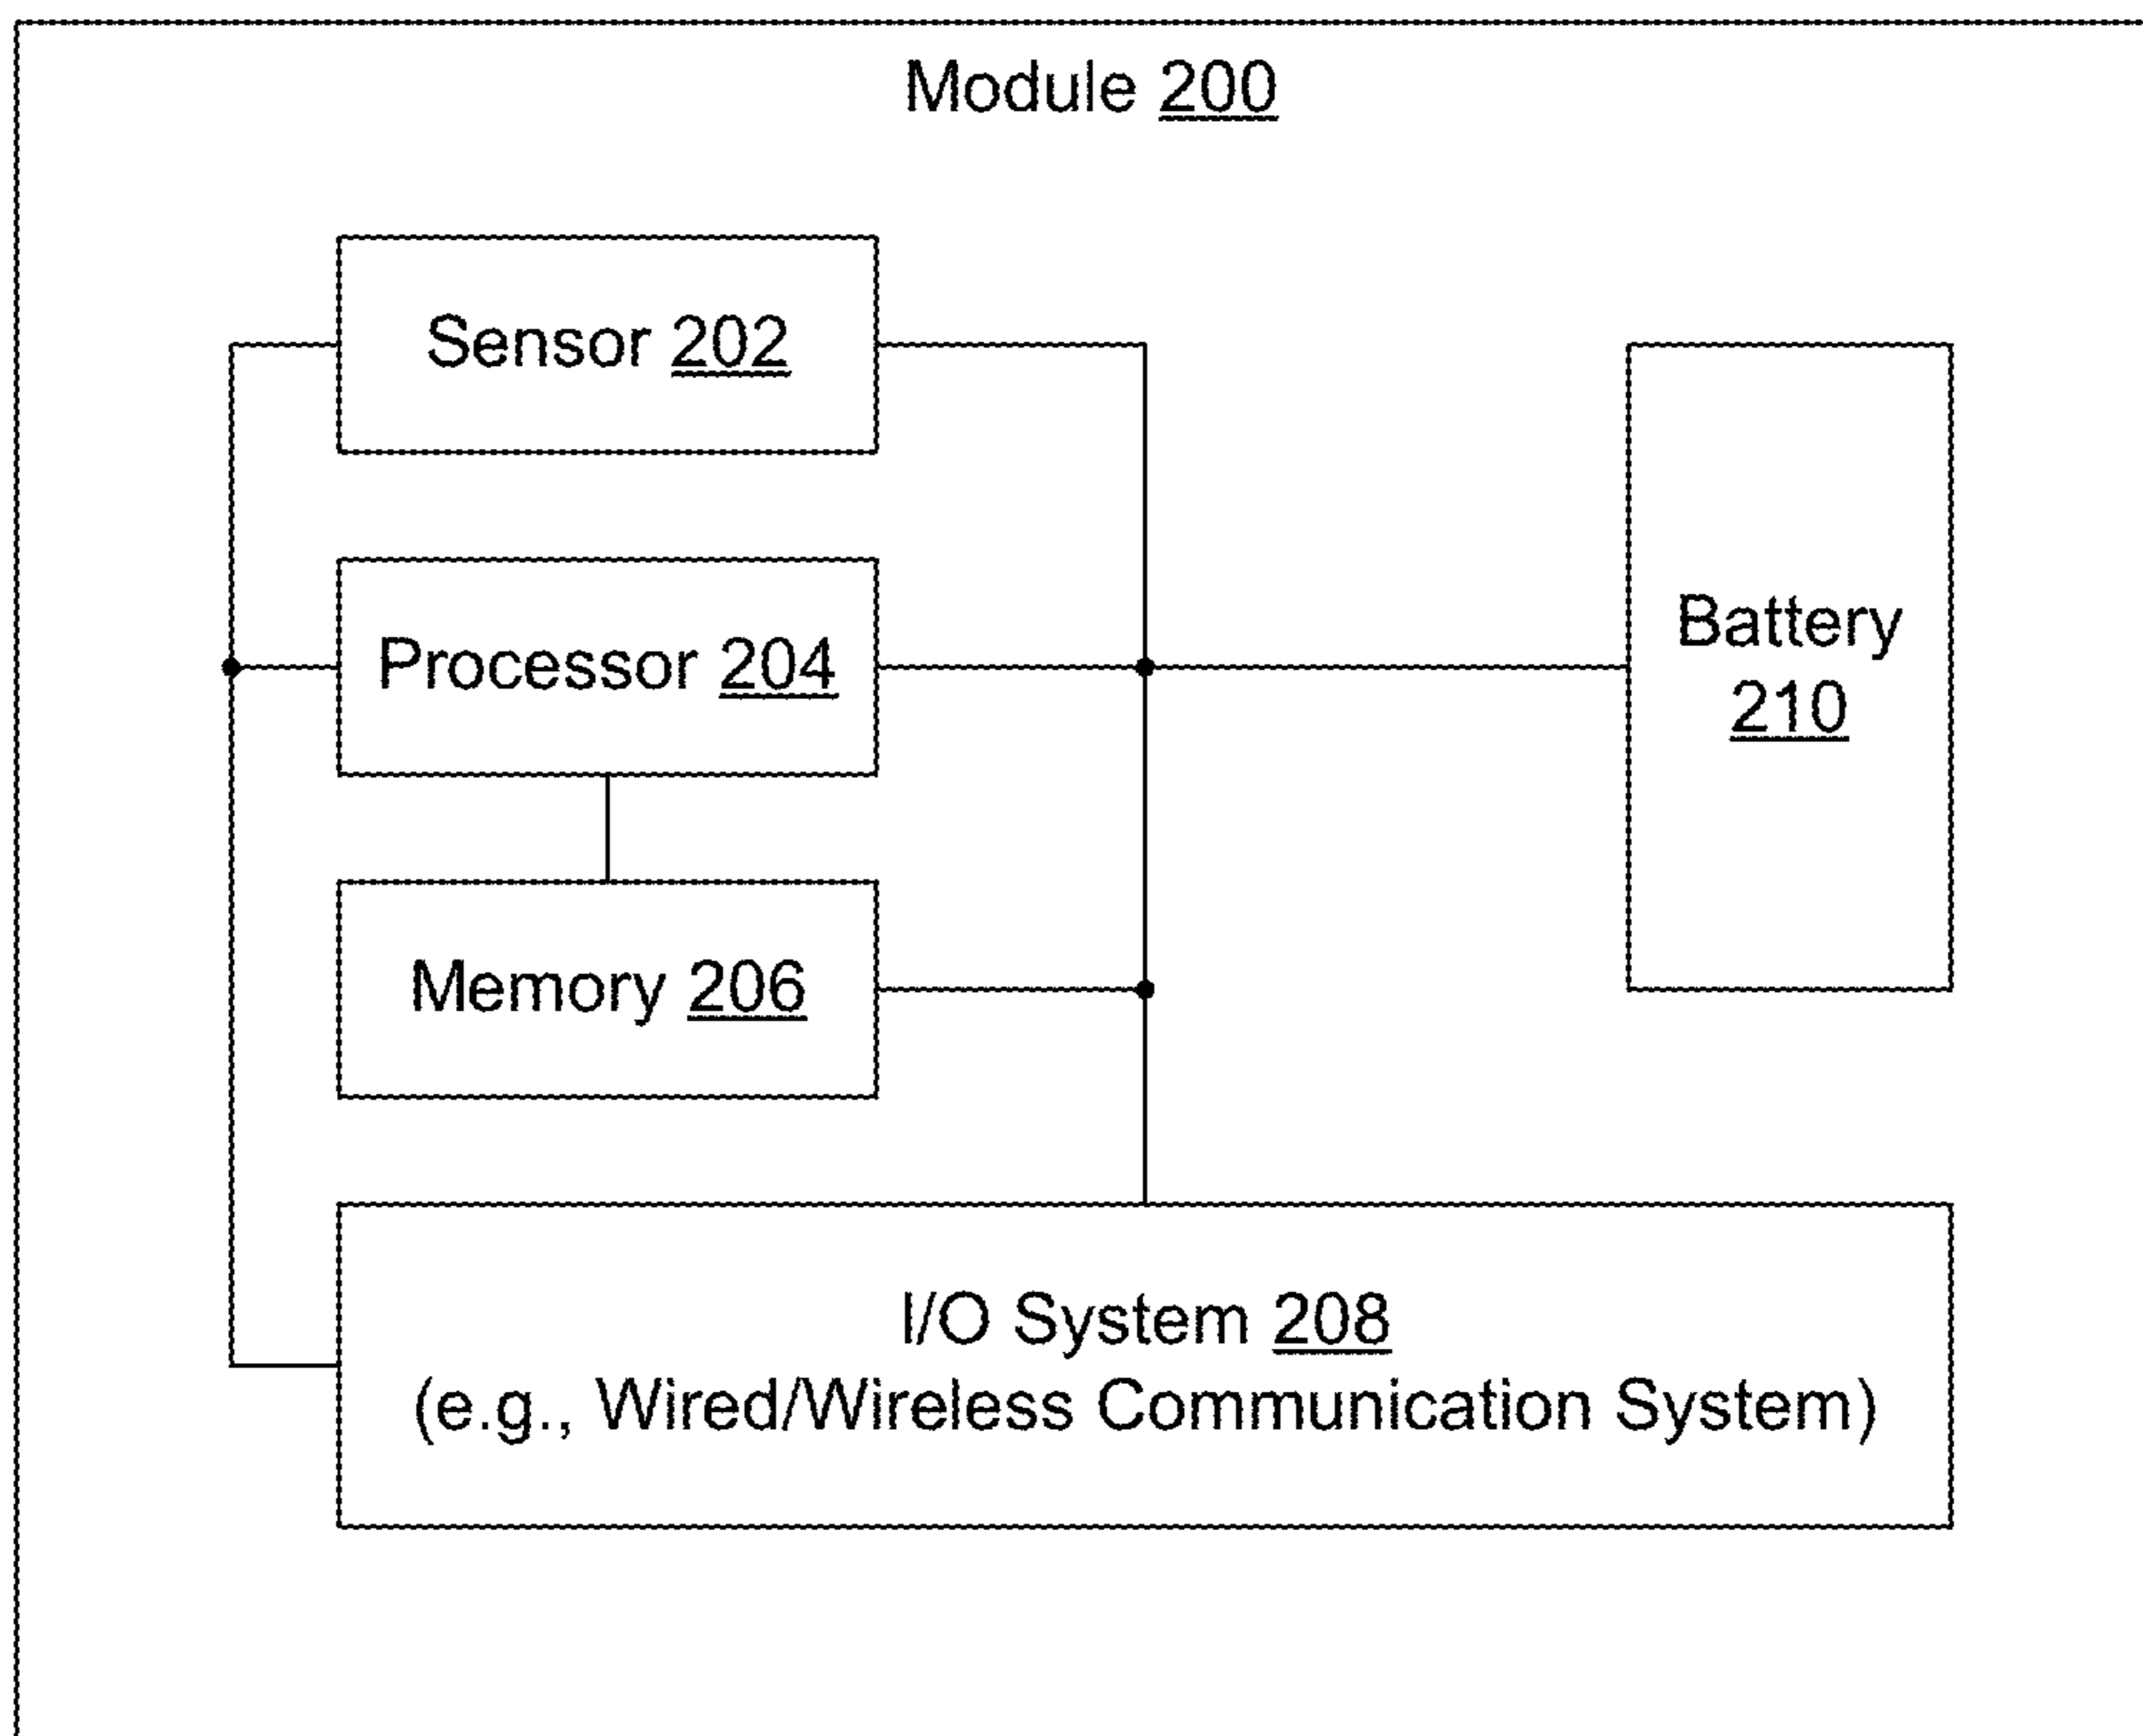 Module 200
Sensor 202
Processor 204
Memory 206
Battery
210
I/O System 208
(e.g., Wired/Wireless Communication System)